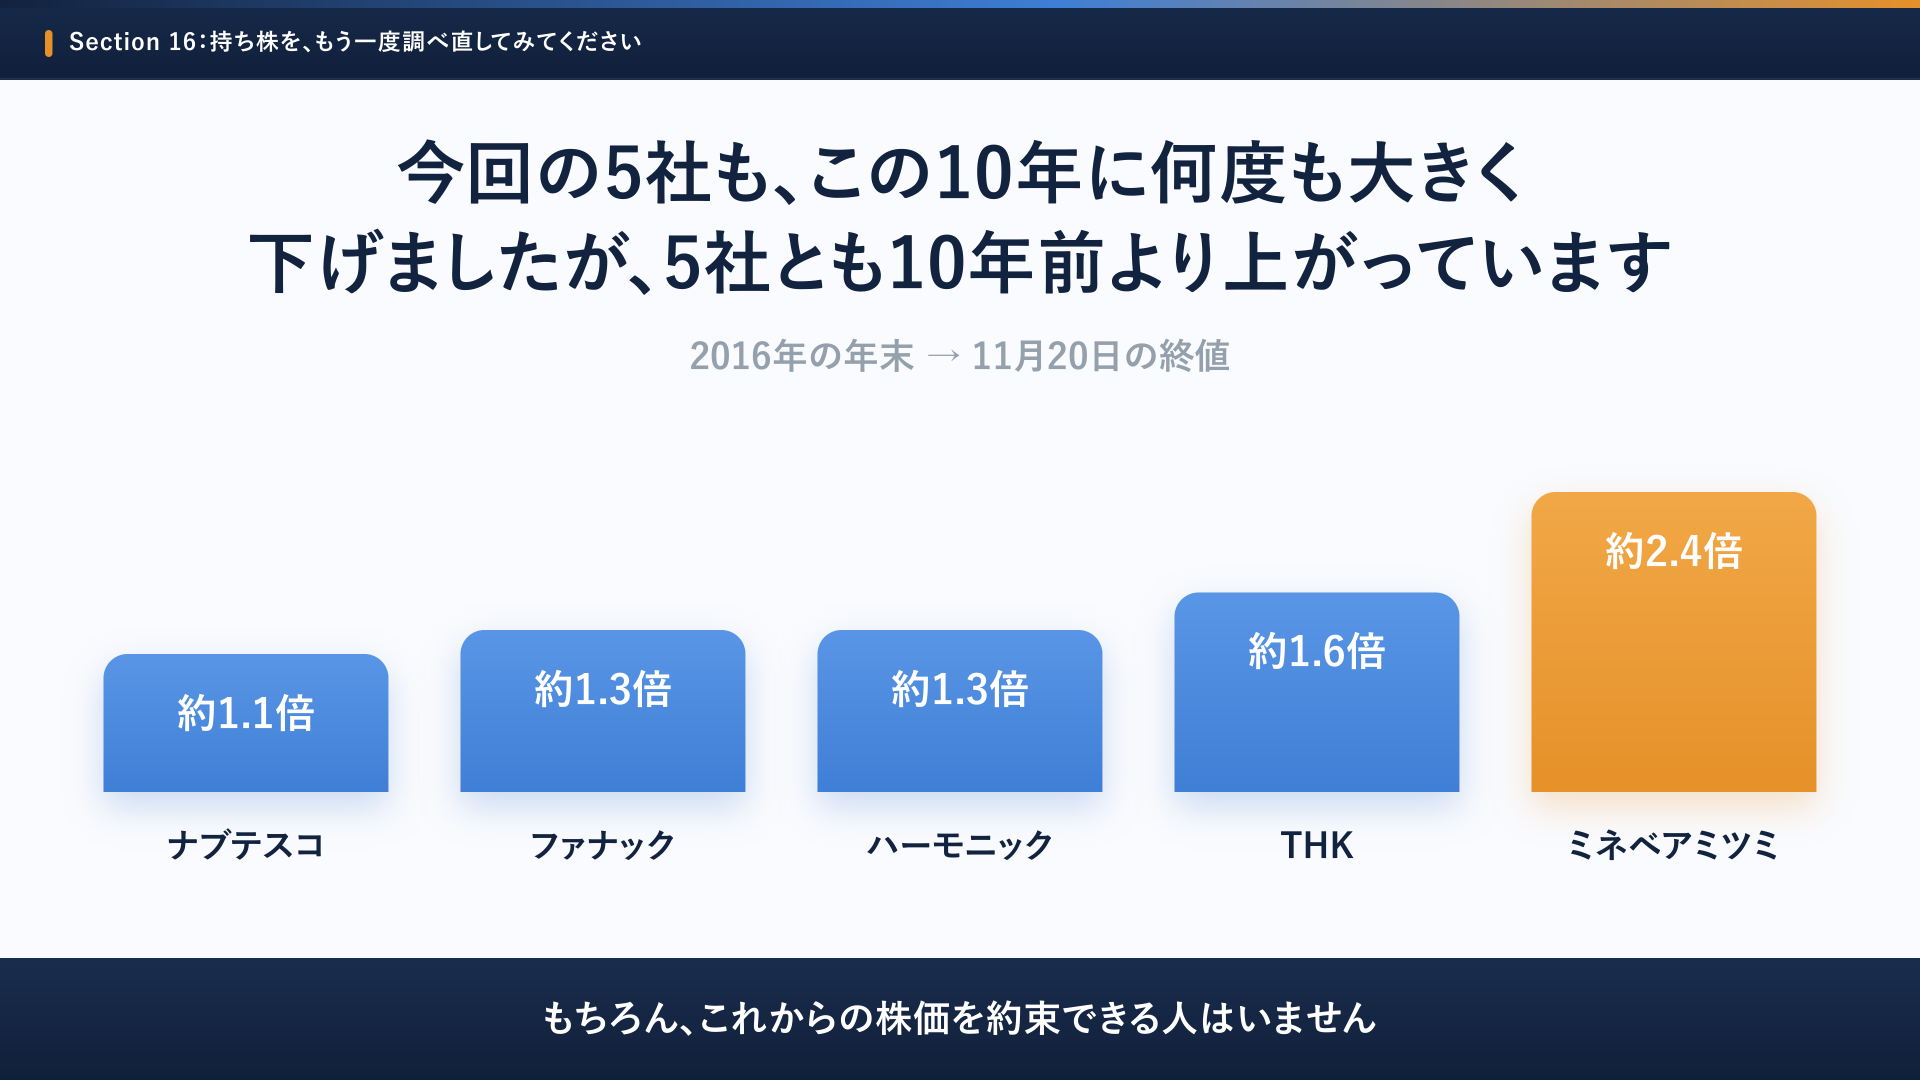 Section 16：持ち株を、もう一度調べ直してみてください
今回の5社も、この10年に何度も大きく
下げましたが、5社とも10年前より上がっています
2016年の年末 → 11月20日の終値
約1.1倍
約1.3倍
約1.3倍
約1.6倍
約2.4倍
ナブテスコ
ファナック
ハーモニック
THK
ミネベアミツミ
もちろん、これからの株価を約束できる人はいません